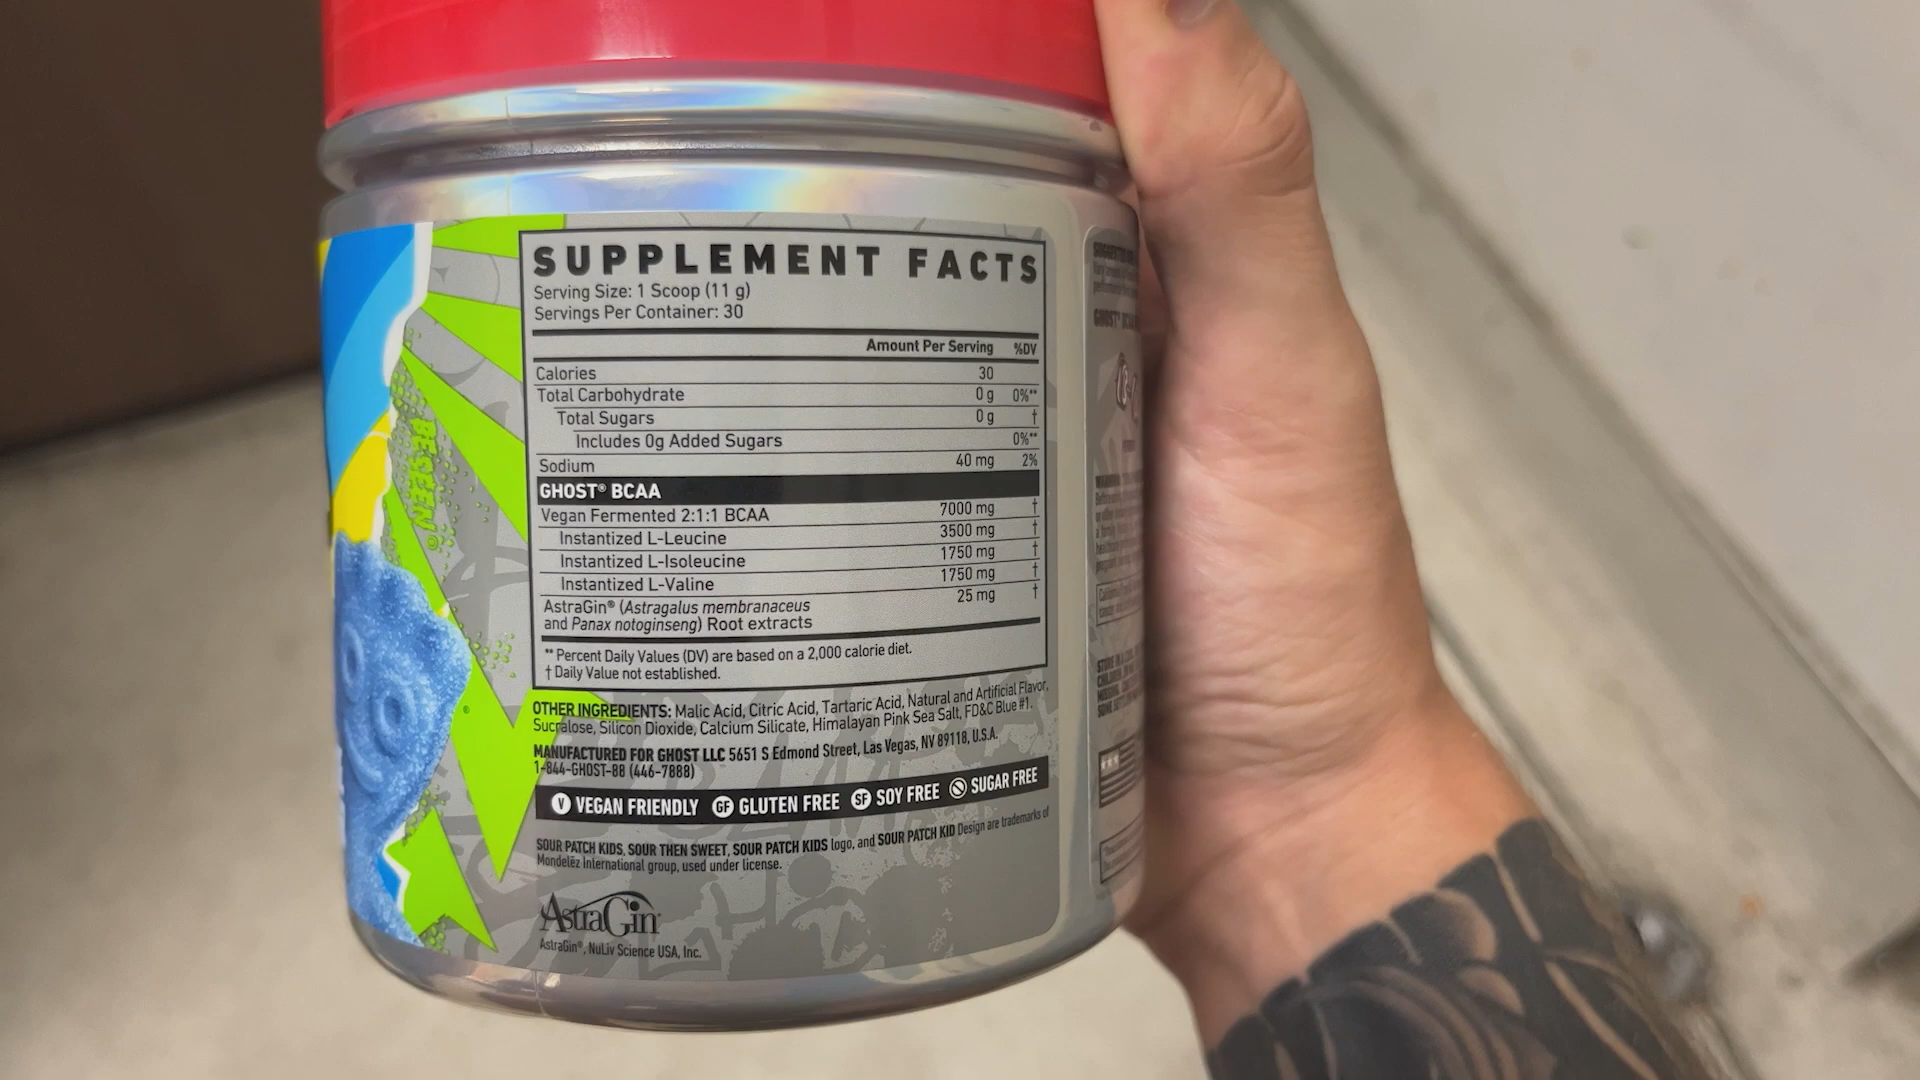 SUPPLEMENT FACTS
Serving Size: 1 Scoop (11 g)
Servings Per Container: 30
Amount Per Serving %DV
Calories 30
Total Carbohydrate 0 g 0%**
Total Sugars 0 g †
Includes 0g Added Sugars 0%**
Sodium 40 mg 2%
GHOST® BCAA
Vegan Fermented 2:1:1 BCAA 7000 mg †
Instantized L-Leucine 3500 mg †
Instantized L-Isoleucine 1750 mg †
Instantized L-Valine 1750 mg †
AstraGin® (Astragalus membranaceus 25 mg †
and Panax notoginseng) Root extracts
** Percent Daily Values (DV) are based on a 2,000 calorie diet.
† Daily Value not established.
OTHER INGREDIENTS: Malic Acid, Citric Acid, Tartaric Acid, Natural and Artificial Flavor,
Sucralose, Silicon Dioxide, Calcium Silicate, Himalayan Pink Sea Salt, FD&C Blue #1.
MANUFACTURED FOR GHOST LLC 5651 S Edmond Street, Las Vegas, NV 89118, U.S.A.
1-844-GHOST-88 (446-7888)
V VEGAN FRIENDLY GF GLUTEN FREE SF SOY FREE SUGAR FREE
SOUR PATCH KIDS, SOUR THEN SWEET, SOUR PATCH KIDS logo, and SOUR PATCH KID Design are trademarks of
Mondelēz International group, used under license.
AstraGin®
AstraGin®, NuLiv Science USA, Inc.
BE SEEN®
GHOST® BCAA